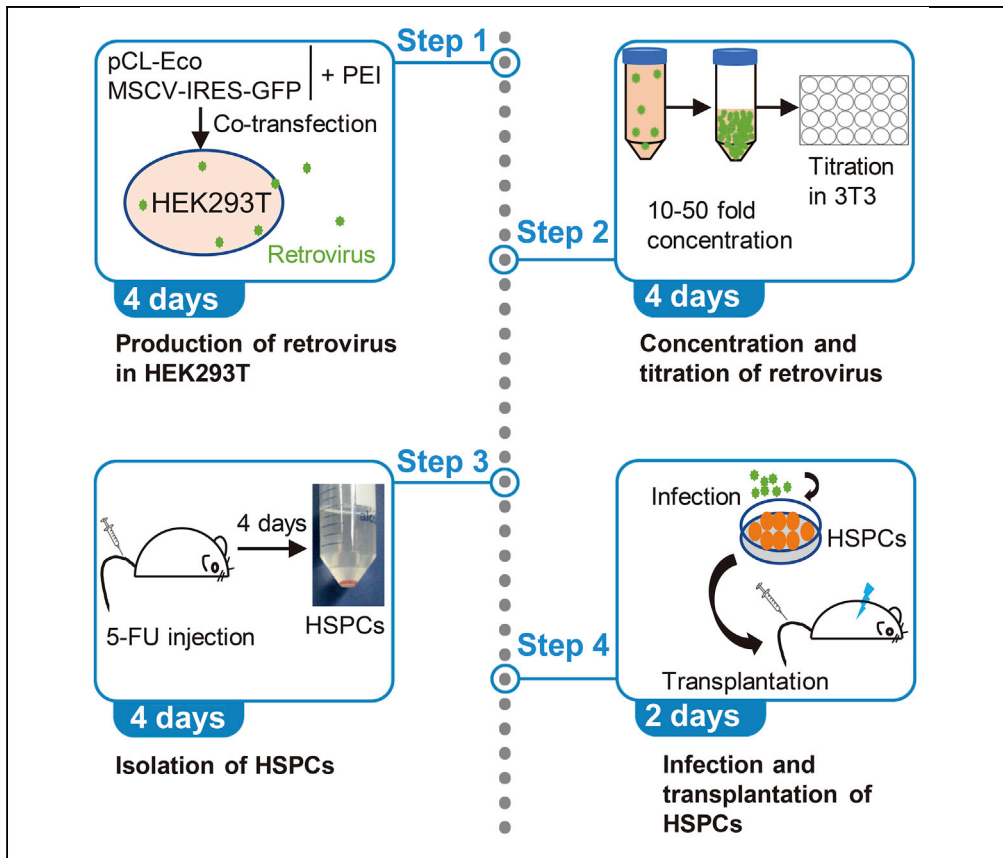 Step 1
pCL-Eco
MSCV-IRES-GFP
+ PEI
Co-transfection
HEK293T
Retrovirus
4 days
Production of retrovirus
in HEK293T
Step 2
10-50 fold
concentration
Titration
in 3T3
4 days
Concentration and
titration of retrovirus
Step 3
4 days
5-FU injection
HSPCs
4 days
Isolation of HSPCs
Step 4
Infection
HSPCs
Transplantation
2 days
Infection and
transplantation of
HSPCs